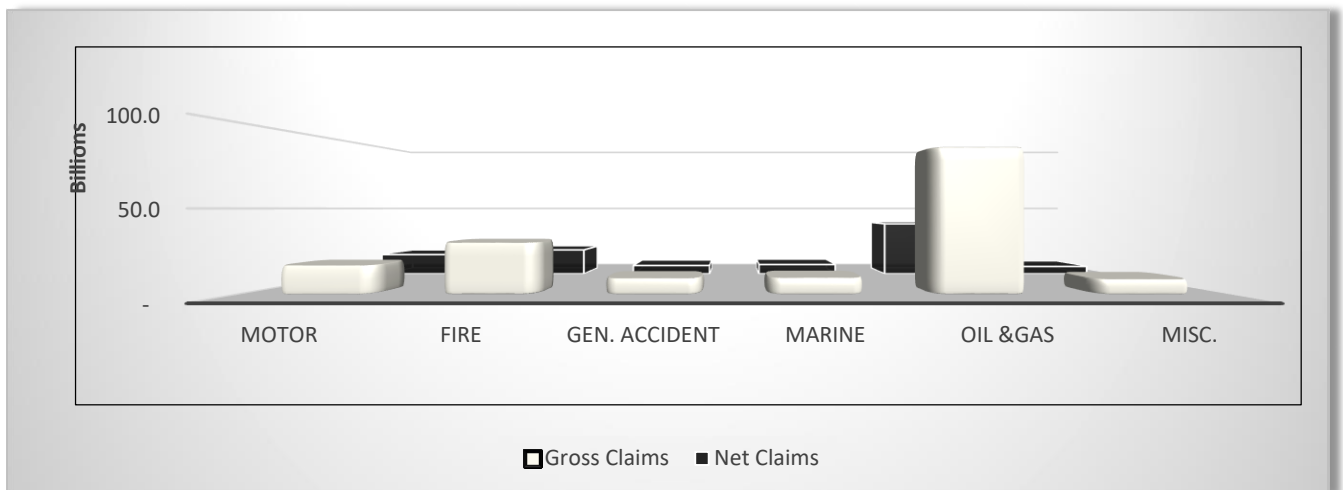 100.0
Billions
50.0
-
MOTOR FIRE GEN. ACCIDENT MARINE OIL &GAS MISC.
Gross Claims Net Claims